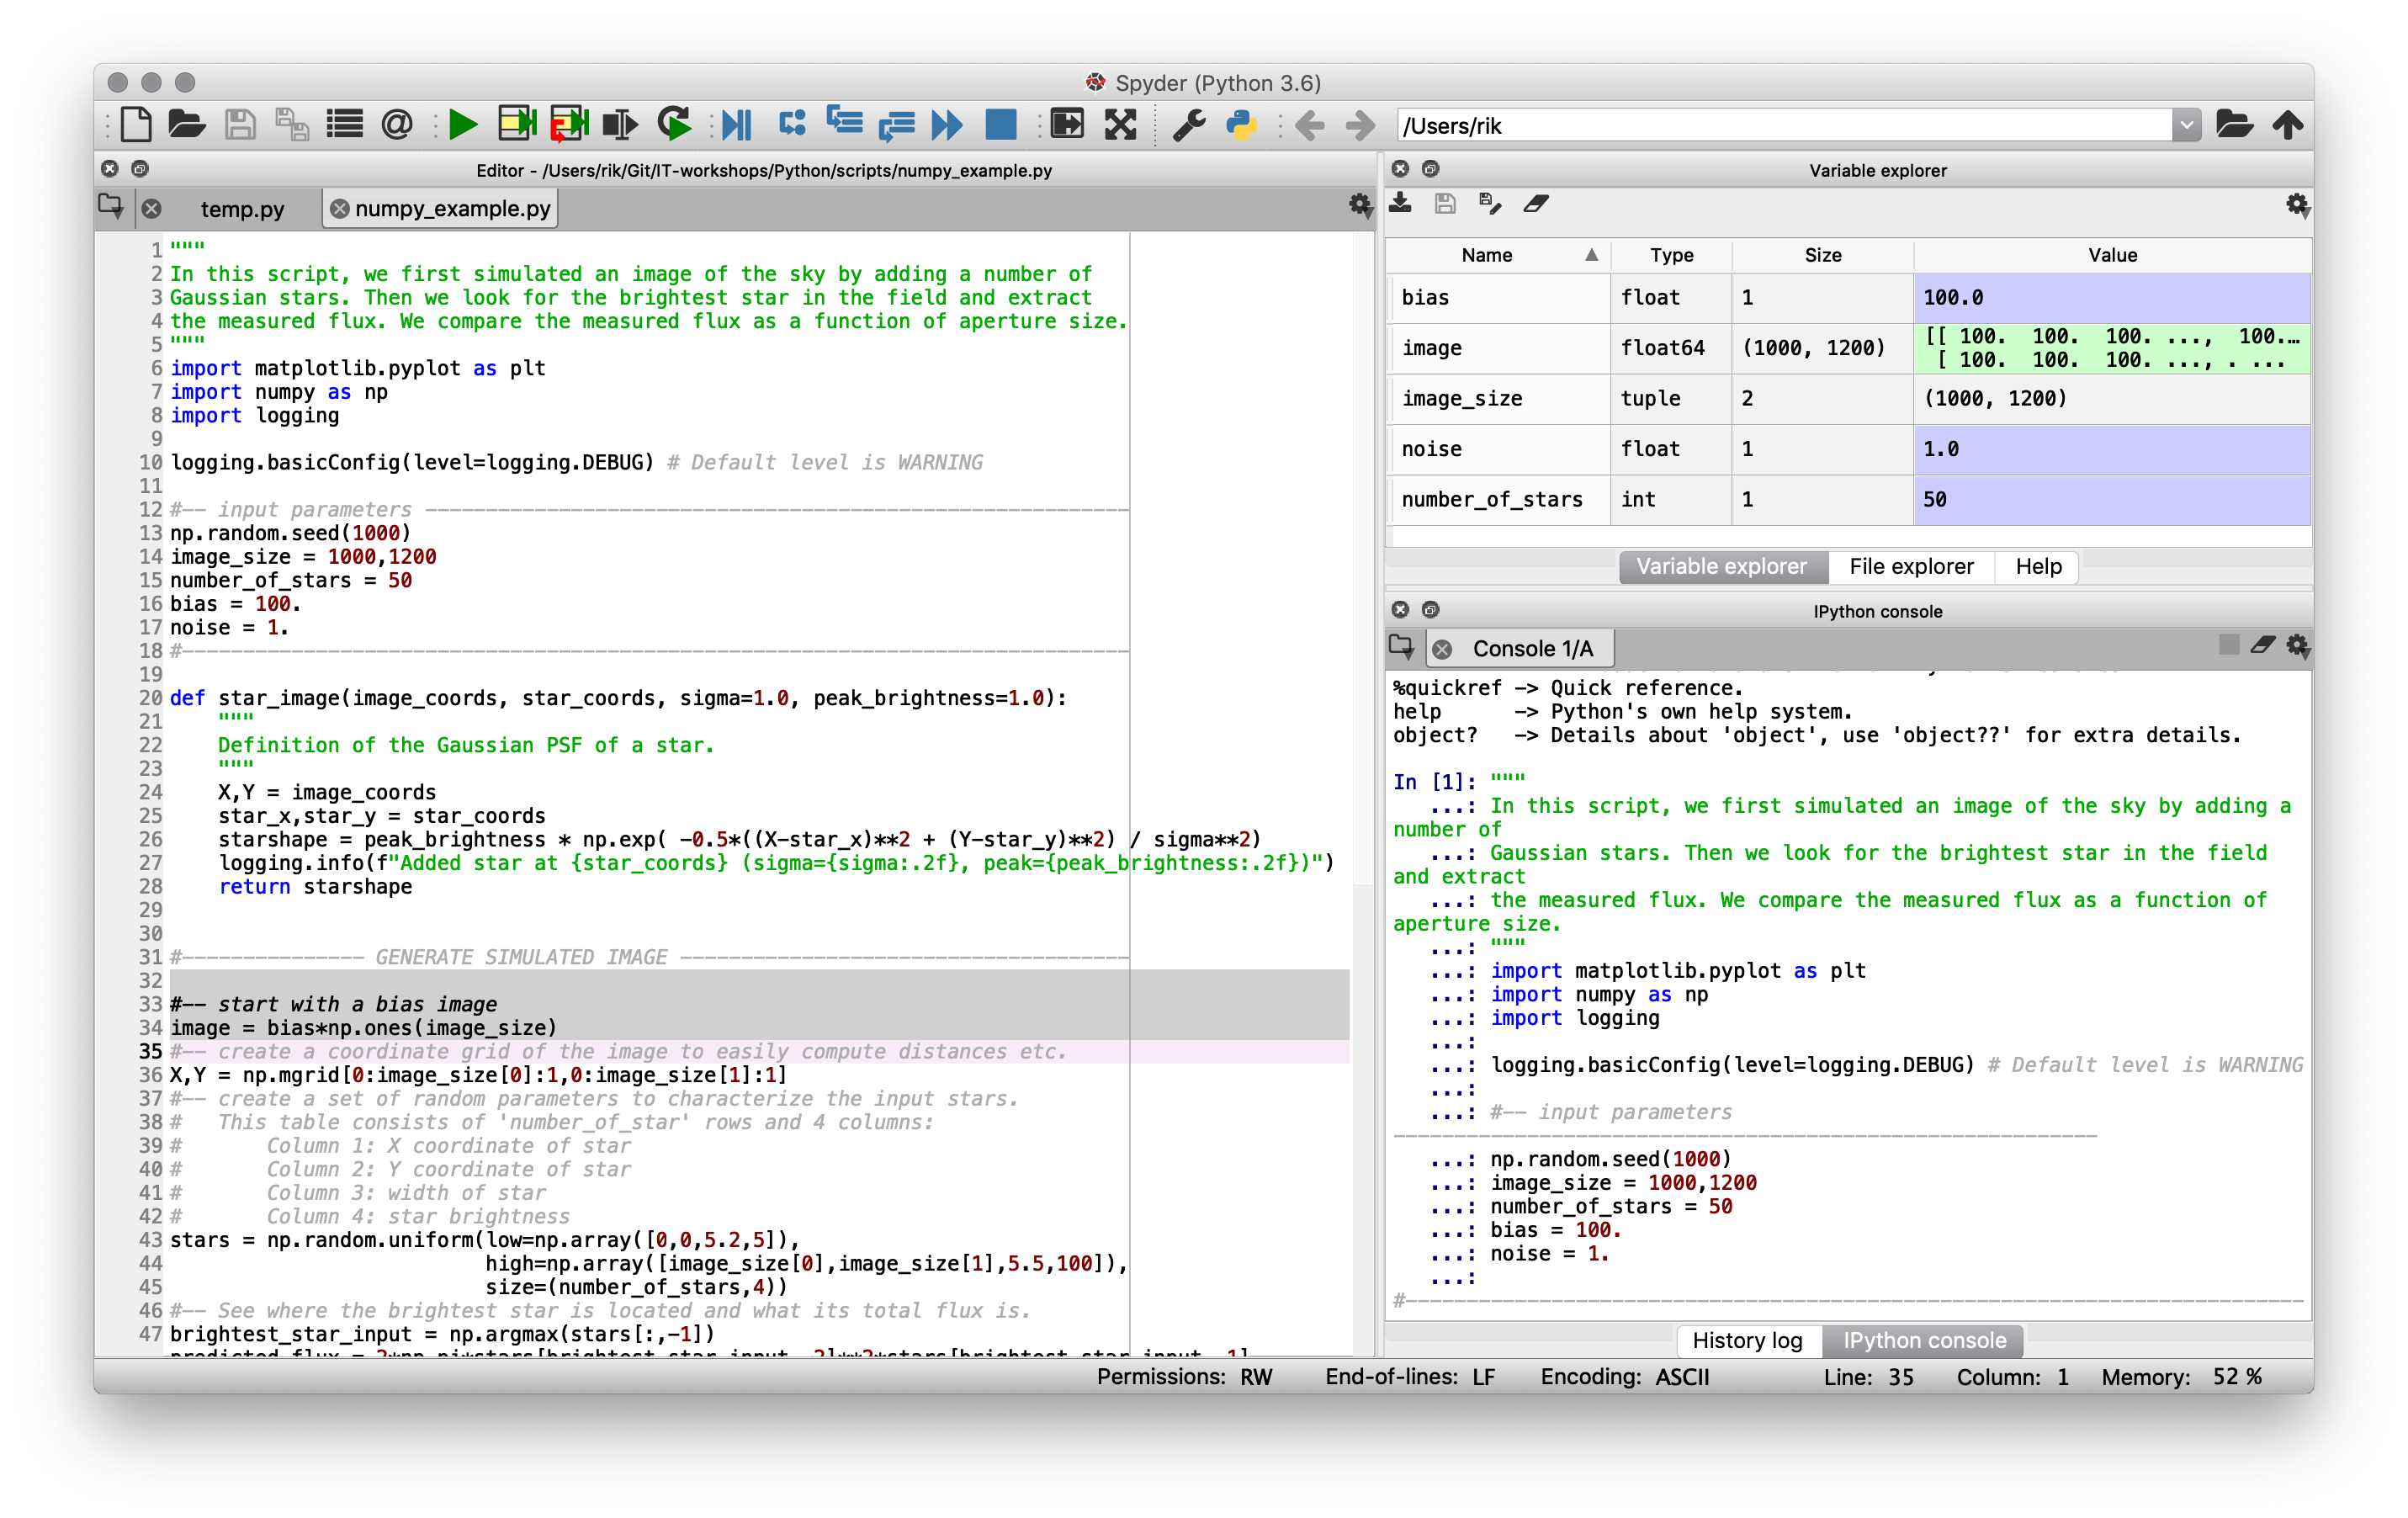 Spyder (Python 3.6)
/Users/rik
Editor - /Users/rik/Git/IT-workshops/Python/scripts/numpy_example.py
temp.py
numpy_example.py
1 """
2 In this script, we first simulated an image of the sky by adding a number of
3 Gaussian stars. Then we look for the brightest star in the field and extract
4 the measured flux. We compare the measured flux as a function of aperture size.
5 """
6 import matplotlib.pyplot as plt
7 import numpy as np
8 import logging
9
10 logging.basicConfig(level=logging.DEBUG) # Default level is WARNING
11
12 #-- input parameters ----------------------------------------------------------
13 np.random.seed(1000)
14 image_size = 1000,1200
15 number_of_stars = 50
16 bias = 100.
17 noise = 1.
18 #------------------------------------------------------------------------------
19
20 def star_image(image_coords, star_coords, sigma=1.0, peak_brightness=1.0):
21     """
22     Definition of the Gaussian PSF of a star.
23     """
24     X,Y = image_coords
25     star_x,star_y = star_coords
26     starshape = peak_brightness * np.exp( -0.5*((X-star_x)**2 + (Y-star_y)**2) / sigma**2)
27     logging.info(f"Added star at {star_coords} (sigma={sigma:.2f}, peak={peak_brightness:.2f})")
28     return starshape
29
30
31 #--------------- GENERATE SIMULATED IMAGE -------------------------------------
32
33 #-- start with a bias image
34 image = bias*np.ones(image_size)
35 #-- create a coordinate grid of the image to easily compute distances etc.
36 X,Y = np.mgrid[0:image_size[0]:1,0:image_size[1]:1]
37 #-- create a set of random parameters to characterize the input stars.
38 #   This table consists of 'number_of_star' rows and 4 columns:
39 #       Column 1: X coordinate of star
40 #       Column 2: Y coordinate of star
41 #       Column 3: width of star
42 #       Column 4: star brightness
43 stars = np.random.uniform(low=np.array([0,0,5.2,5]),
44                           high=np.array([image_size[0],image_size[1],5.5,100]),
45                           size=(number_of_stars,4))
46 #-- See where the brightest star is located and what its total flux is.
47 brightest_star_input = np.argmax(stars[:,-1])
Variable explorer
Name Type Size Value
bias float 1 100.0
image float64 (1000, 1200) [[ 100.  100.  100. ...,  100.…
 [ 100.  100.  100. ..., . ...
image_size tuple 2 (1000, 1200)
noise float 1 1.0
number_of_stars int 1 50
Variable explorer File explorer Help
IPython console
Console 1/A
%quickref -> Quick reference.
help      -> Python's own help system.
object?   -> Details about 'object', use 'object??' for extra details.
In [1]: """
   ...: In this script, we first simulated an image of the sky by adding a
number of
   ...: Gaussian stars. Then we look for the brightest star in the field
and extract
   ...: the measured flux. We compare the measured flux as a function of
aperture size.
   ...: """
   ...: import matplotlib.pyplot as plt
   ...: import numpy as np
   ...: import logging
   ...:
   ...: logging.basicConfig(level=logging.DEBUG) # Default level is WARNING
   ...:
   ...: #-- input parameters
----------------------------------------------------------
   ...: np.random.seed(1000)
   ...: image_size = 1000,1200
   ...: number_of_stars = 50
   ...: bias = 100.
   ...: noise = 1.
   ...:
#--------------------------------------------------------------------------
History log IPython console
Permissions: RW End-of-lines: LF Encoding: ASCII Line: 35 Column: 1 Memory: 52 %